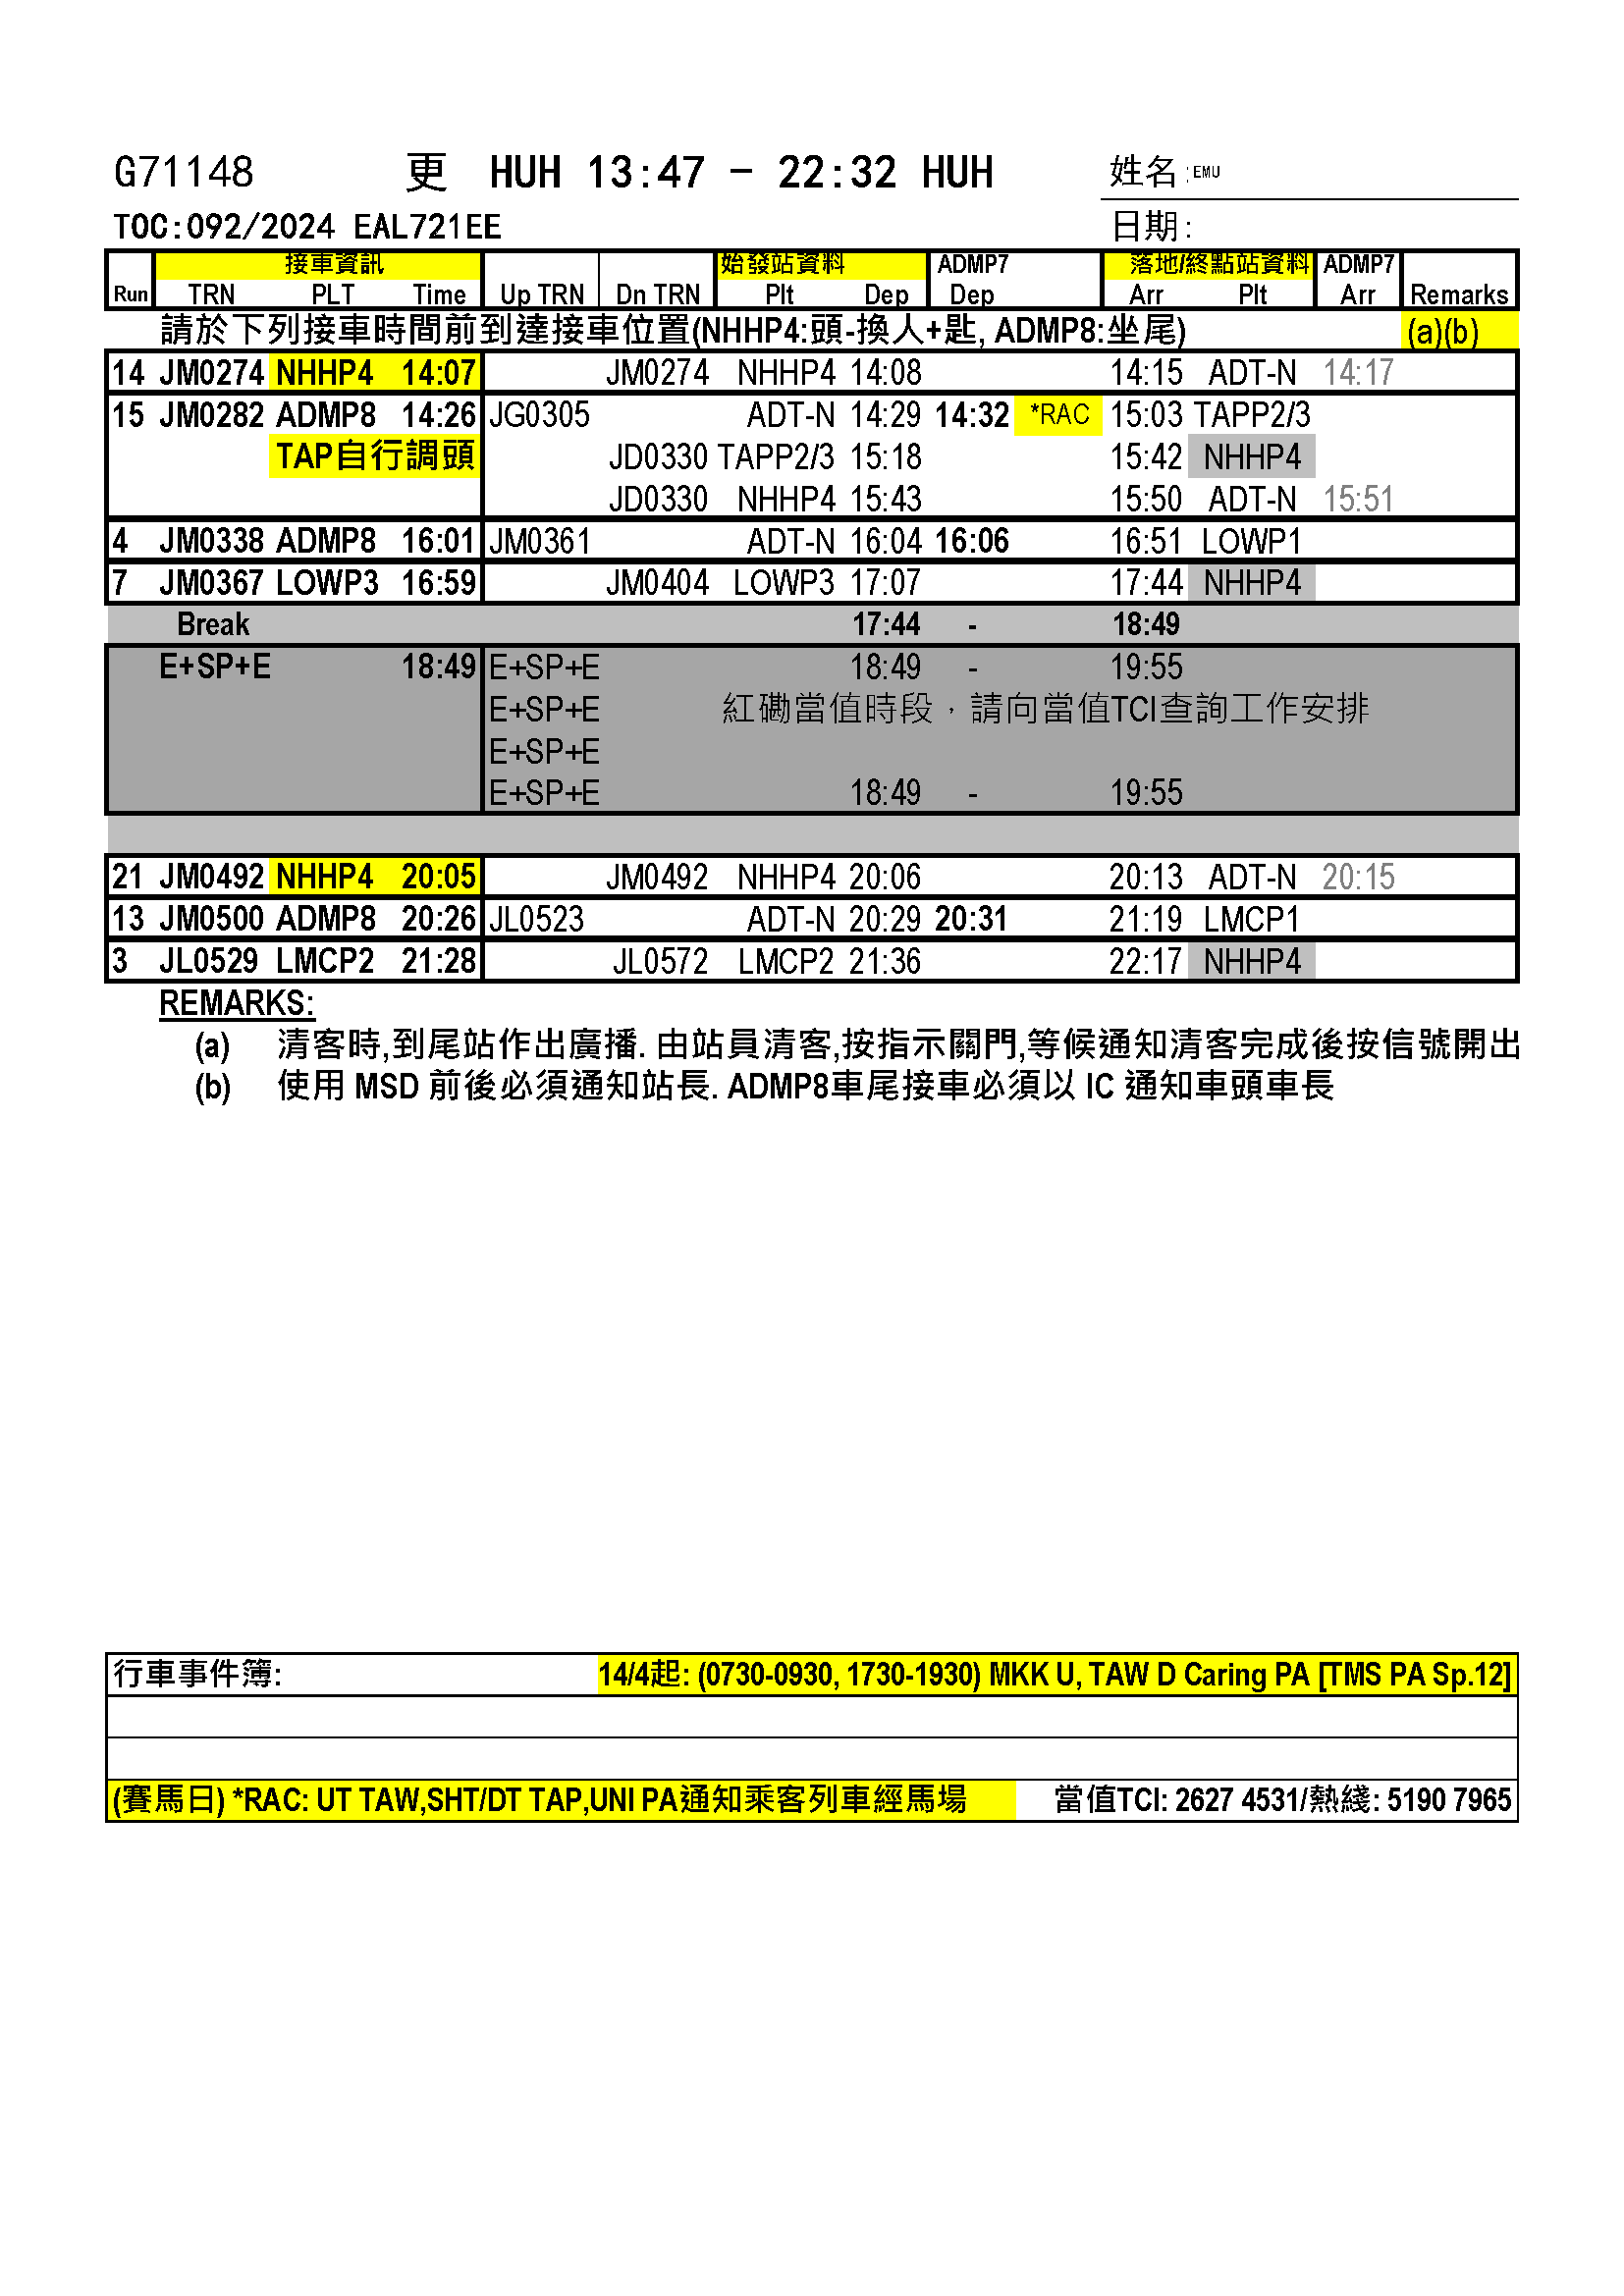 G71148 更 HUH 13:47 - 22:32 HUH 姓名:EMU
TOC:092/2024 EAL721EE 日期:
接車資訊 始發站資料 ADMP7 落地/終點站資料 ADMP7
Run TRN PLT Time Up TRN Dn TRN Plt Dep Dep Arr Plt Arr Remarks
請於下列接車時間前到達接車位置(NHHP4:頭-換人+匙, ADMP8:坐尾) (a)(b)
14 JM0274 NHHP4 14:07 JM0274 NHHP4 14:08 14:15 ADT-N 14:17
15 JM0282 ADMP8 14:26 JG0305 ADT-N 14:29 14:32 *RAC 15:03 TAPP2/3
TAP自行調頭 JD0330 TAPP2/3 15:18 15:42 NHHP4
JD0330 NHHP4 15:43 15:50 ADT-N 15:51
4 JM0338 ADMP8 16:01 JM0361 ADT-N 16:04 16:06 16:51 LOWP1
7 JM0367 LOWP3 16:59 JM0404 LOWP3 17:07 17:44 NHHP4
Break 17:44 - 18:49
E+SP+E 18:49 E+SP+E 18:49 - 19:55
E+SP+E 紅磡當值時段，請向當值TCI查詢工作安排
E+SP+E
E+SP+E 18:49 - 19:55
21 JM0492 NHHP4 20:05 JM0492 NHHP4 20:06 20:13 ADT-N 20:15
13 JM0500 ADMP8 20:26 JL0523 ADT-N 20:29 20:31 21:19 LMCP1
3 JL0529 LMCP2 21:28 JL0572 LMCP2 21:36 22:17 NHHP4
REMARKS:
(a) 清客時,到尾站作出廣播. 由站員清客,按指示關門,等候通知清客完成後按信號開出
(b) 使用 MSD 前後必須通知站長. ADMP8車尾接車必須以 IC 通知車頭車長
行車事件簿: 14/4起: (0730-0930, 1730-1930) MKK U, TAW D Caring PA [TMS PA Sp.12]
(賽馬日) *RAC: UT TAW,SHT/DT TAP,UNI PA通知乘客列車經馬場 當值TCI: 2627 4531/熱綫: 5190 7965